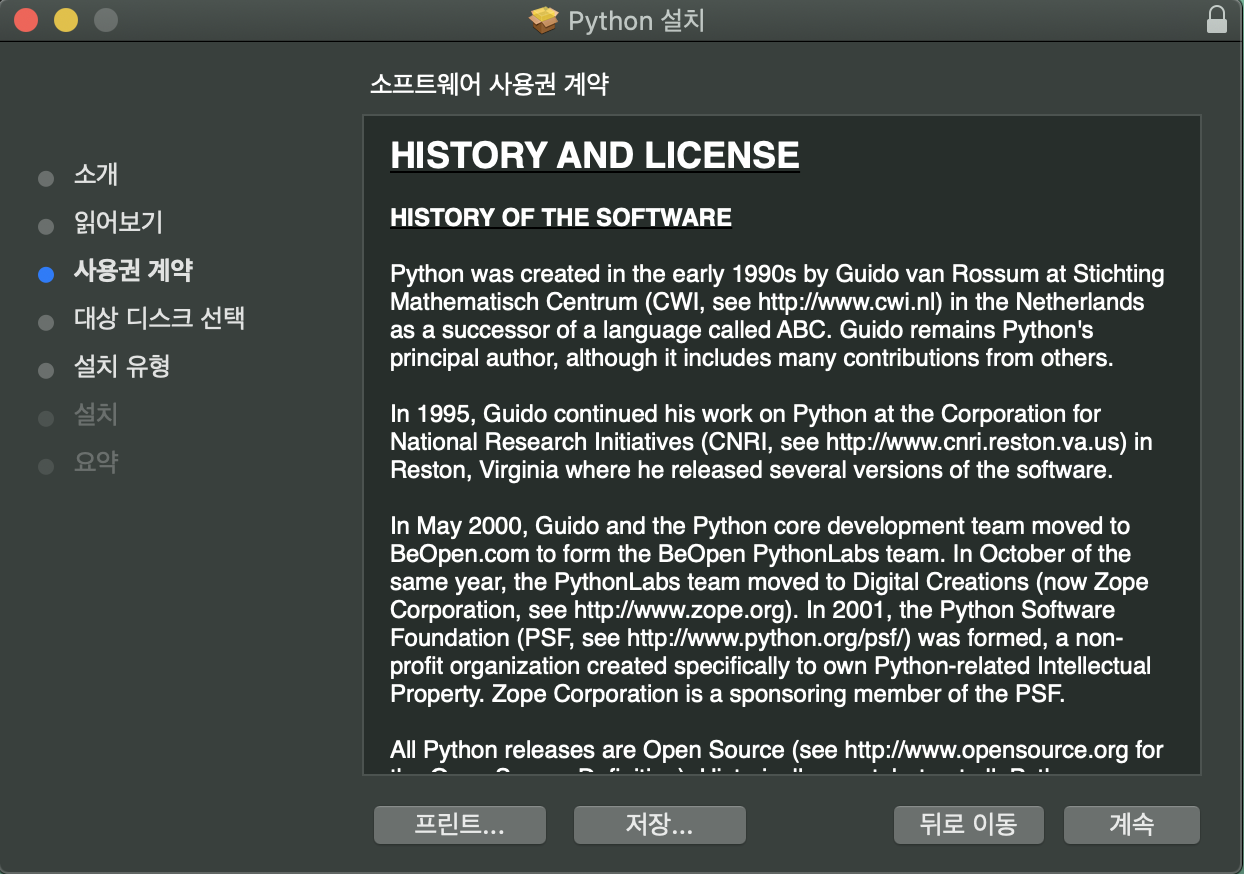 Python 설치
소프트웨어 사용권 계약
소개
읽어보기
사용권 계약
대상 디스크 선택
설치 유형
설치
요약
HISTORY AND LICENSE
HISTORY OF THE SOFTWARE
Python was created in the early 1990s by Guido van Rossum at Stichting
Mathematisch Centrum (CWI, see http://www.cwi.nl) in the Netherlands
as a successor of a language called ABC. Guido remains Python's
principal author, although it includes many contributions from others.
In 1995, Guido continued his work on Python at the Corporation for
National Research Initiatives (CNRI, see http://www.cnri.reston.va.us) in
Reston, Virginia where he released several versions of the software.
In May 2000, Guido and the Python core development team moved to
BeOpen.com to form the BeOpen PythonLabs team. In October of the
same year, the PythonLabs team moved to Digital Creations (now Zope
Corporation, see http://www.zope.org). In 2001, the Python Software
Foundation (PSF, see http://www.python.org/psf/) was formed, a non-
profit organization created specifically to own Python-related Intellectual
Property. Zope Corporation is a sponsoring member of the PSF.
All Python releases are Open Source (see http://www.opensource.org for
프린트...
저장...
뒤로 이동
계속